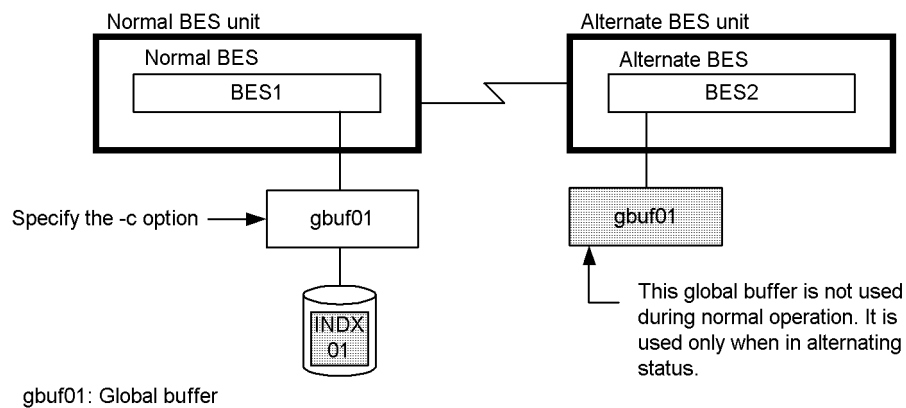 Normal BES unit
Alternate BES unit
Normal BES
Alternate BES
BES1
BES2
Specify the -c option
gbuf01
gbuf01
INDX
01
This global buffer is not used
during normal operation. It is
used only when in alternating
status.
gbuf01: Global buffer